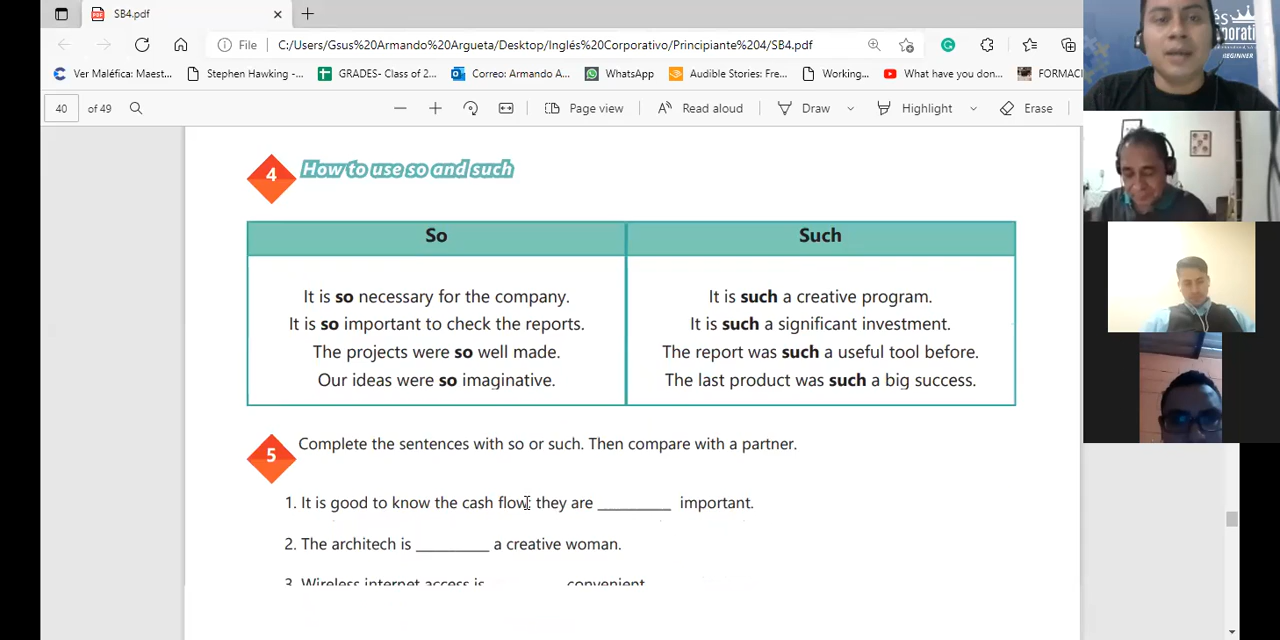 SB4.pdf
File C:/Users/Gsus%20Armando%20Argueta/Desktop/Inglés%20Corporativo/Principiante%204/SB4.pdf
Ver Maléfica: Maest... Stephen Hawking -... GRADES- Class of 2... Correo: Armando A... WhatsApp Audible Stories: Fre... Working... What have you don... FORMACI
40 of 49 Page view Read aloud Draw Highlight Erase
BEGINNER
4 How to use so and such
So Such
It is so necessary for the company. It is such a creative program.
It is so important to check the reports. It is such a significant investment.
The projects were so well made. The report was such a useful tool before.
Our ideas were so imaginative. The last product was such a big success.
5 Complete the sentences with so or such. Then compare with a partner.
1. It is good to know the cash flow, they are _________ important.
2. The architech is _________ a creative woman.
3 Wireless internet access is convenient